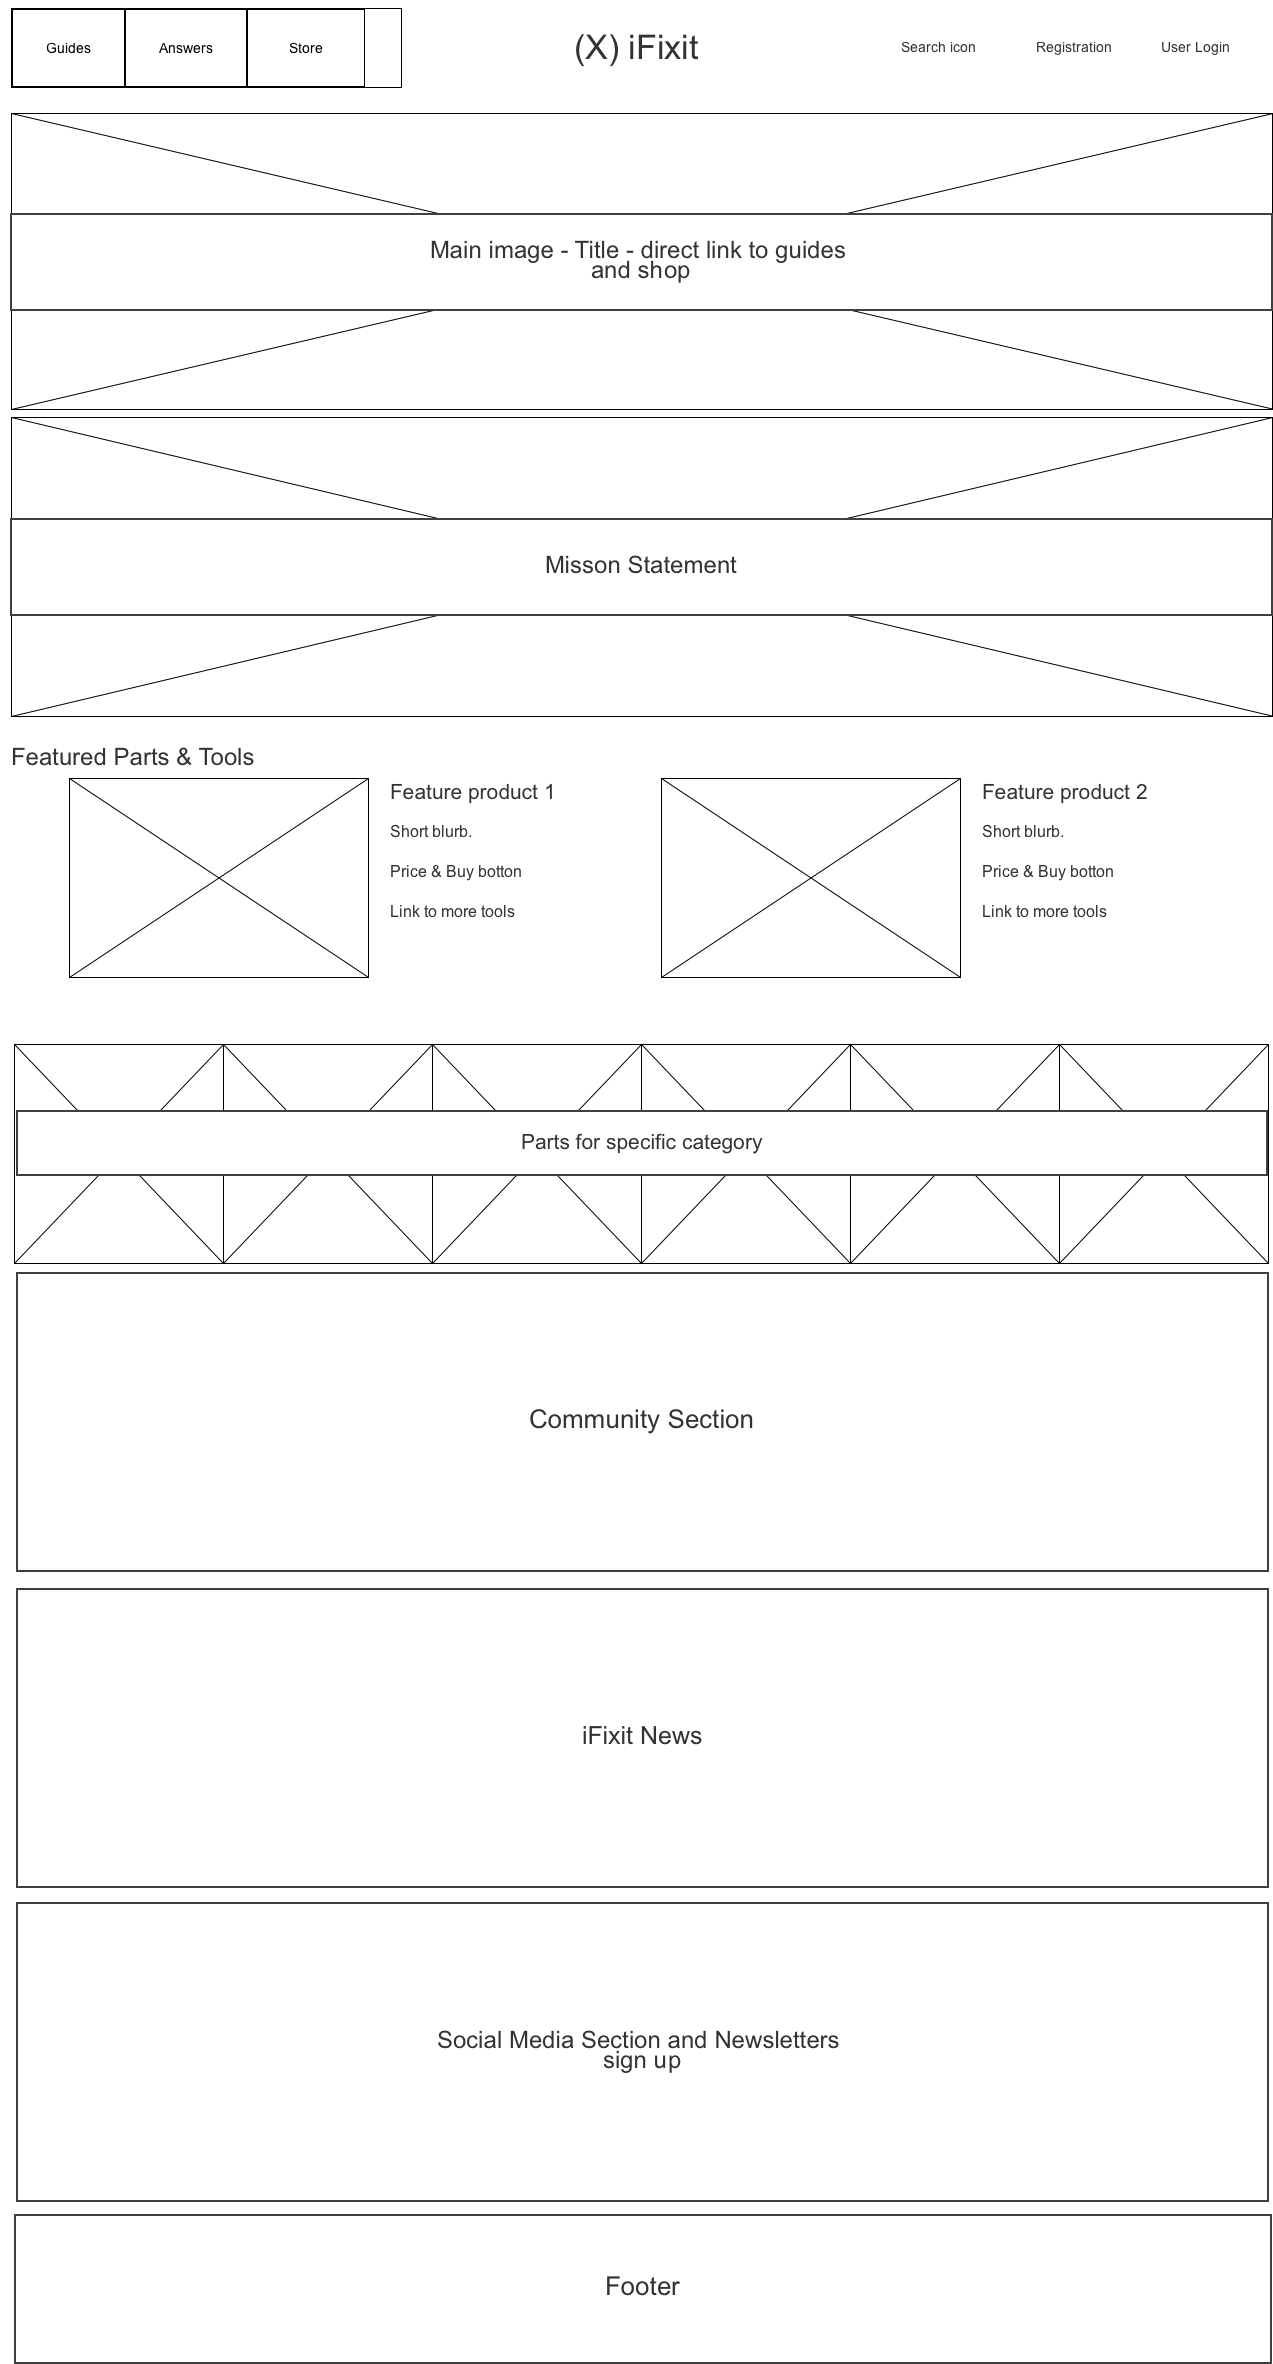 Guides
Answers
Store
(X) iFixit
Search icon
Registration
User Login
Main image - Title - direct link to guides
and shop
Misson Statement
Featured Parts & Tools
Feature product 1
Short blurb.
Price & Buy botton
Link to more tools
Feature product 2
Short blurb.
Price & Buy botton
Link to more tools
Parts for specific category
Community Section
iFixit News
Social Media Section and Newsletters
sign up
Footer